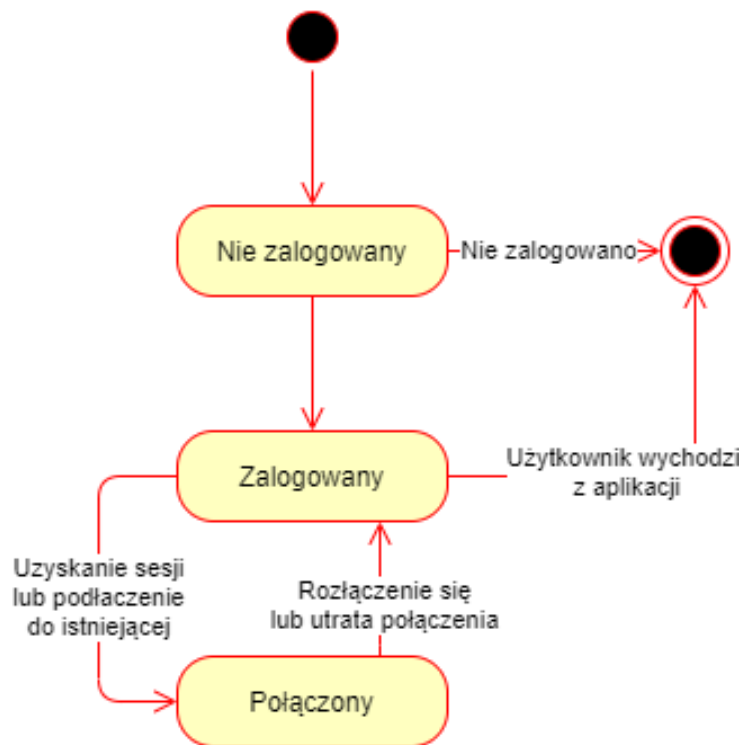 Nie zalogowany
Nie zalogowano
Zalogowany
Użytkownik wychodzi
z aplikacji
Uzyskanie sesji
lub podłaczenie
do istniejącej
Rozłączenie się
lub utrata połączenia
Połączony